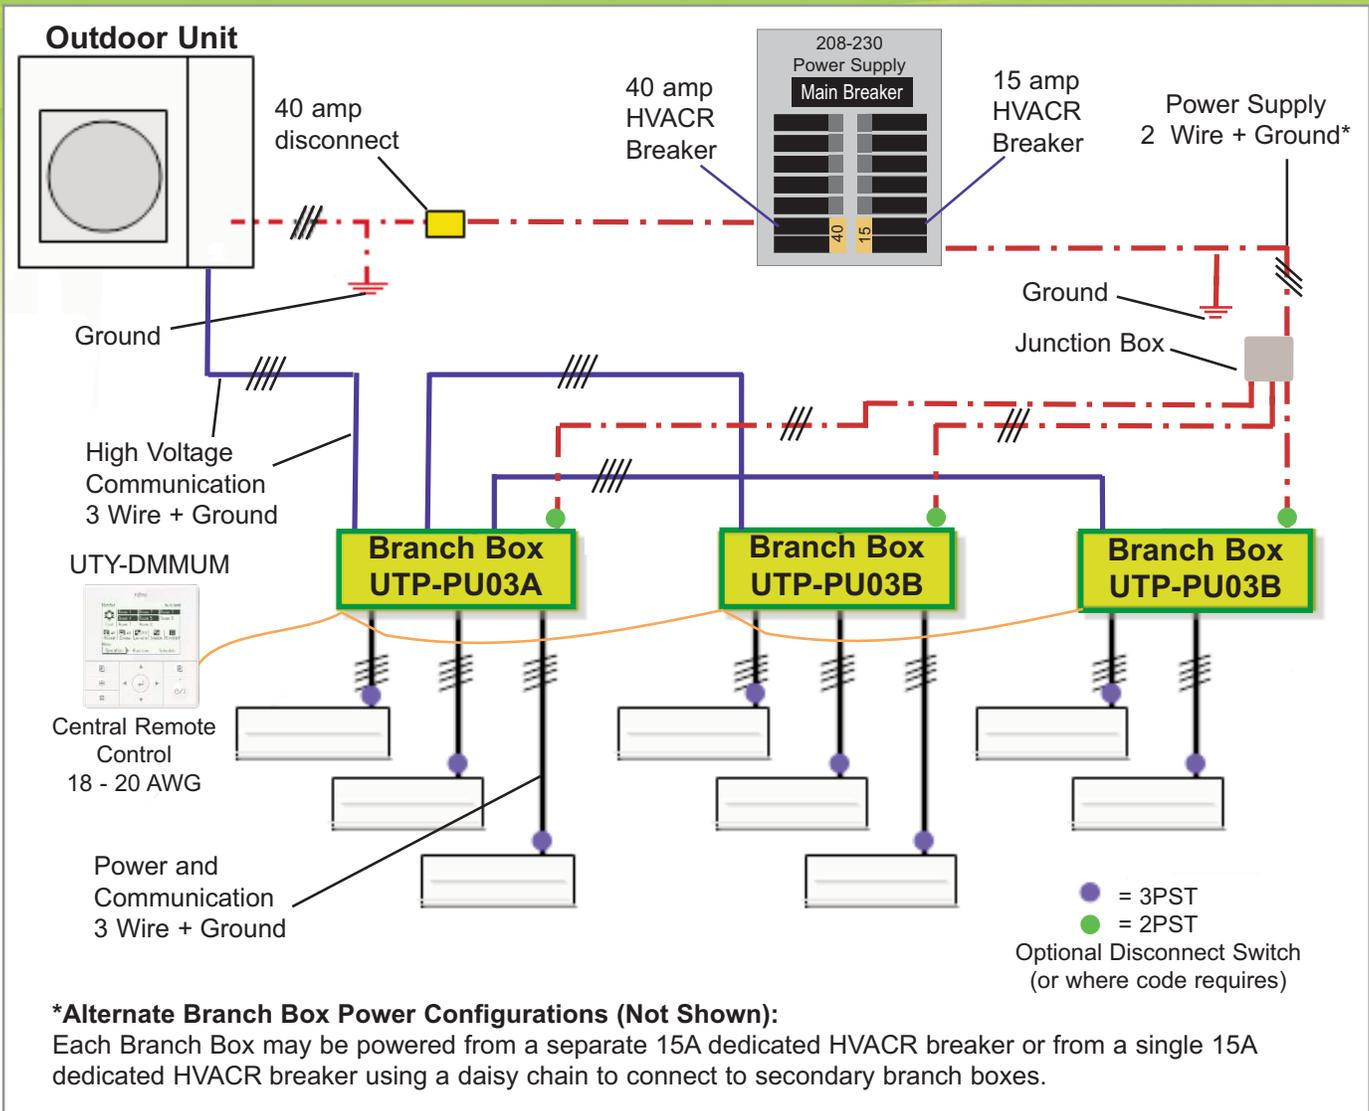 Outdoor Unit
40 amp
disconnect
40 amp
HVACR
Breaker
208-230
Power Supply
Main Breaker
40
15
15 amp
HVACR
Breaker
Power Supply
2 Wire + Ground*
Ground
Ground
Junction Box
High Voltage
Communication
3 Wire + Ground
Branch Box
UTP-PU03A
Branch Box
UTP-PU03B
Branch Box
UTP-PU03B
UTY-DMMUM
Central Remote
Control
18 - 20 AWG
Power and
Communication
3 Wire + Ground
= 3PST
= 2PST
Optional Disconnect Switch
(or where code requires)
*Alternate Branch Box Power Configurations (Not Shown):
Each Branch Box may be powered from a separate 15A dedicated HVACR breaker or from a single 15A
dedicated HVACR breaker using a daisy chain to connect to secondary branch boxes.